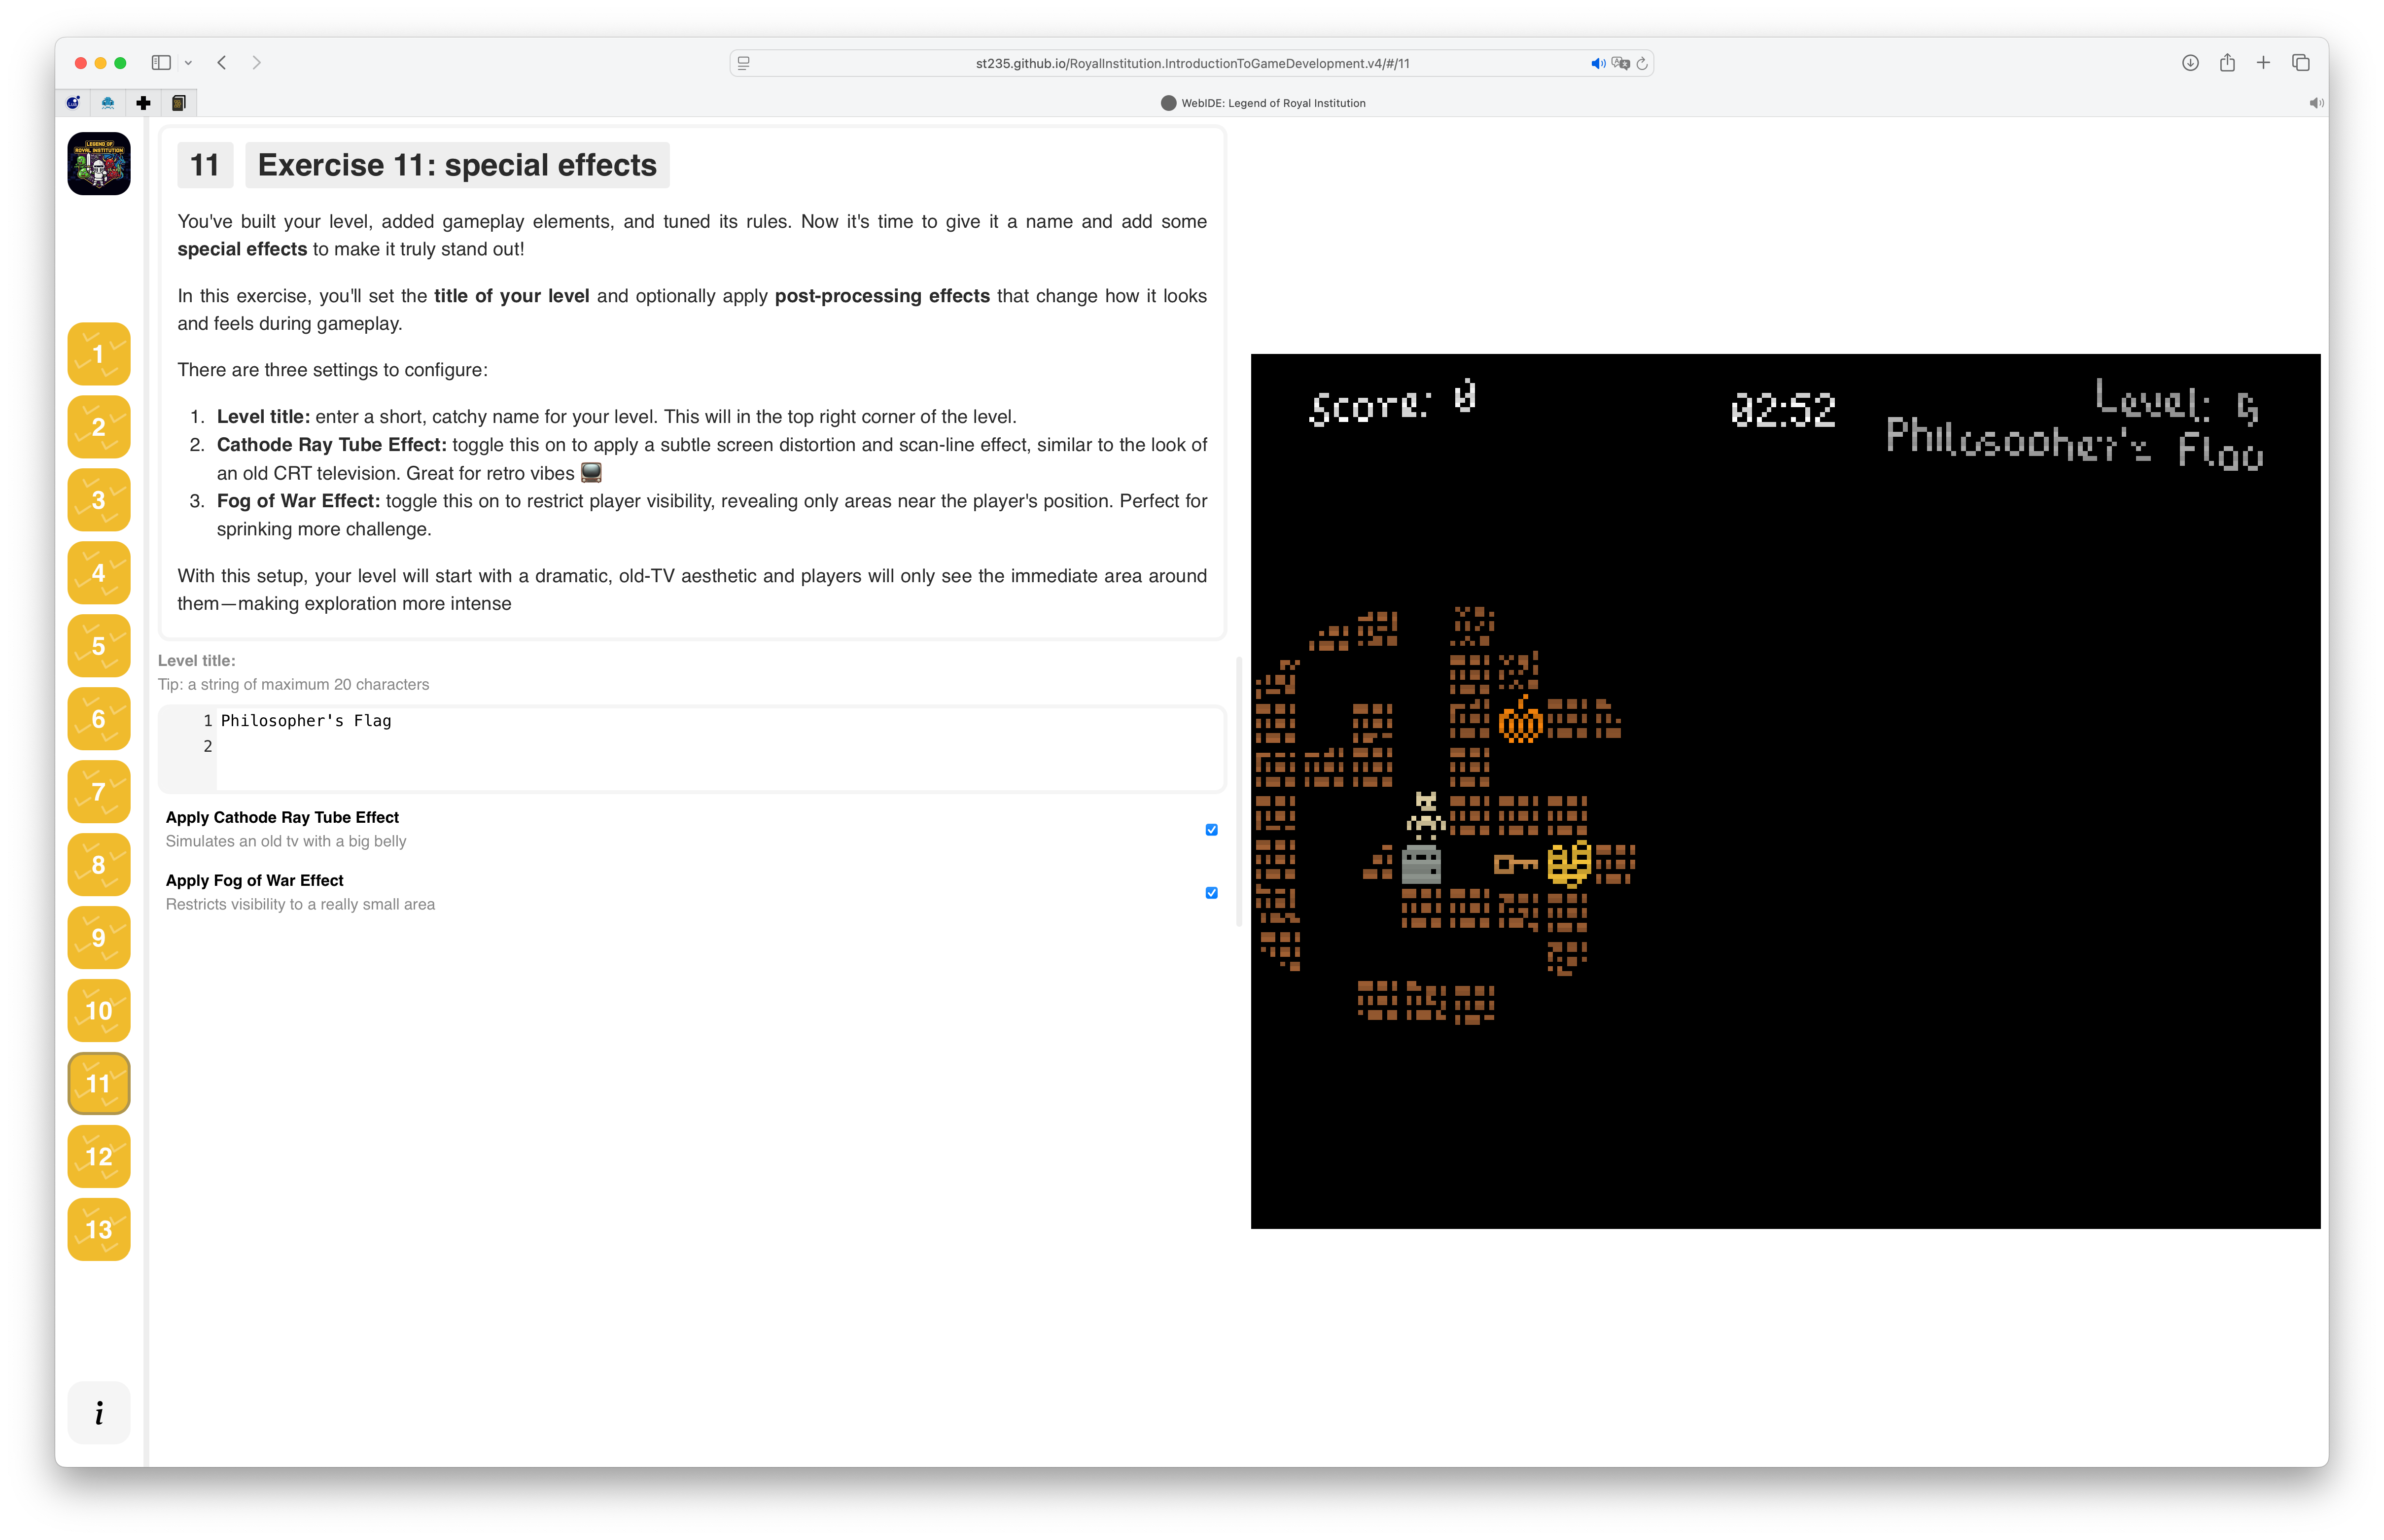 st235.github.io/RoyalInstitution.IntroductionToGameDevelopment.v4/#/11
WebIDE: Legend of Royal Institution
LEGEND OF
ROYAL INSTITUTION
11 Exercise 11: special effects
You've built your level, added gameplay elements, and tuned its rules. Now it's time to give it a name and add some
special effects to make it truly stand out!
In this exercise, you'll set the title of your level and optionally apply post-processing effects that change how it looks
and feels during gameplay.
There are three settings to configure:
1. Level title: enter a short, catchy name for your level. This will in the top right corner of the level.
2. Cathode Ray Tube Effect: toggle this on to apply a subtle screen distortion and scan-line effect, similar to the look of
an old CRT television. Great for retro vibes 📺
3. Fog of War Effect: toggle this on to restrict player visibility, revealing only areas near the player's position. Perfect for
sprinking more challenge.
With this setup, your level will start with a dramatic, old-TV aesthetic and players will only see the immediate area around
them—making exploration more intense
Level title:
Tip: a string of maximum 20 characters
1 Philosopher's Flag
2
Apply Cathode Ray Tube Effect
Simulates an old tv with a big belly
Apply Fog of War Effect
Restricts visibility to a really small area
1
2
3
4
5
6
7
8
9
10
11
12
13
i
Score: 0
02:52
Level:
Philosopher's Flag